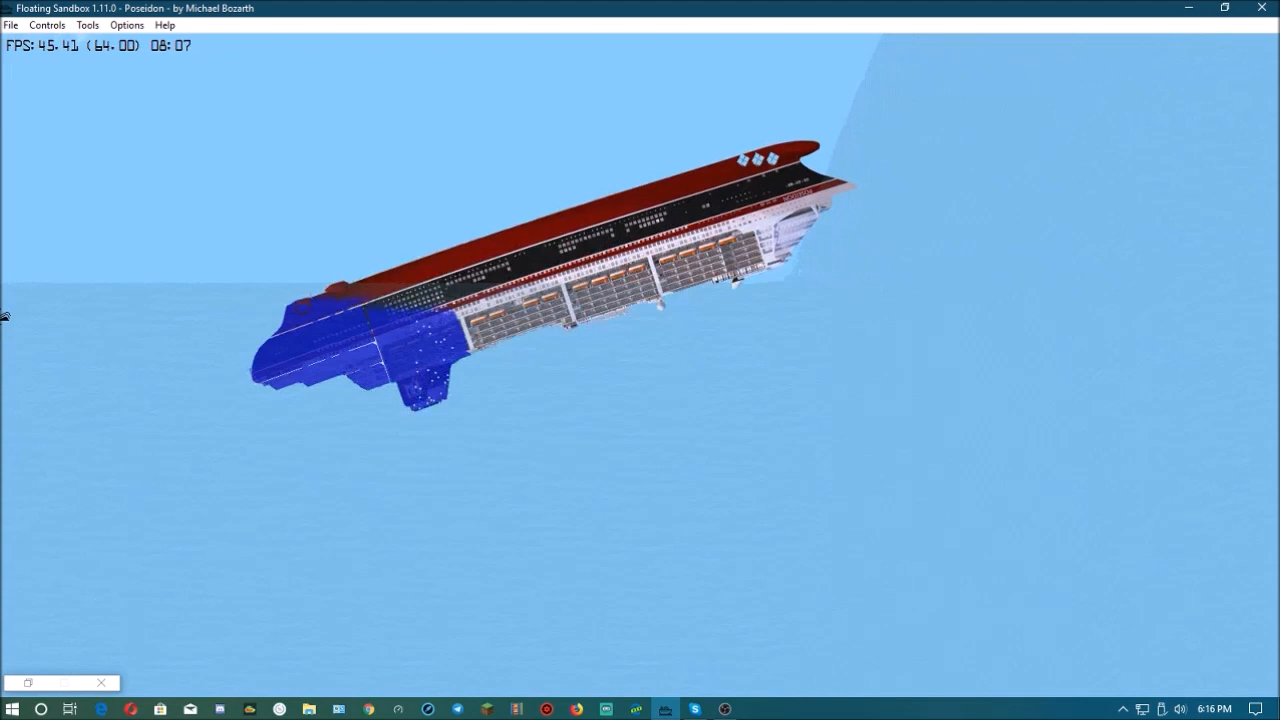 Floating Sandbox 1.11.0 - Poseidon - by Michael Bozarth
File Controls Tools Options Help
FPS:45.41 (64.00) 08:07
6:16 PM